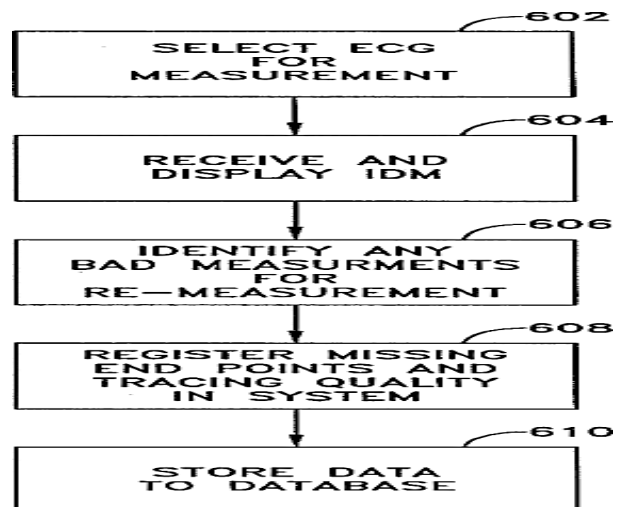 602
SELECT ECG
FOR
MEASUREMENT
604
RECEIVE AND
DISPLAY IDM
606
IDENTIFY ANY
BAD MEASURMENTS
FOR
RE-MEASUREMENT
608
REGISTER MISSING
END POINTS AND
TRACING QUALITY
IN SYSTEM
610
STORE DATA
TO DATABASE